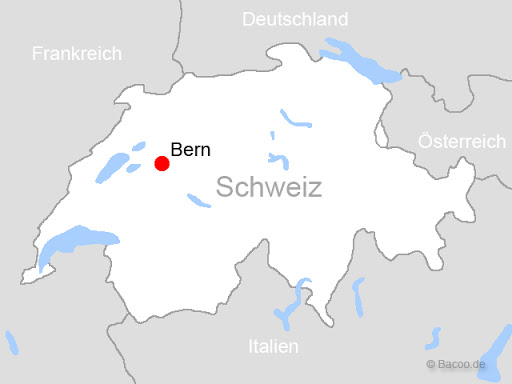 Deutschland
Frankreich
Österreich
Bern
Schweiz
Italien
© Bacoo.de